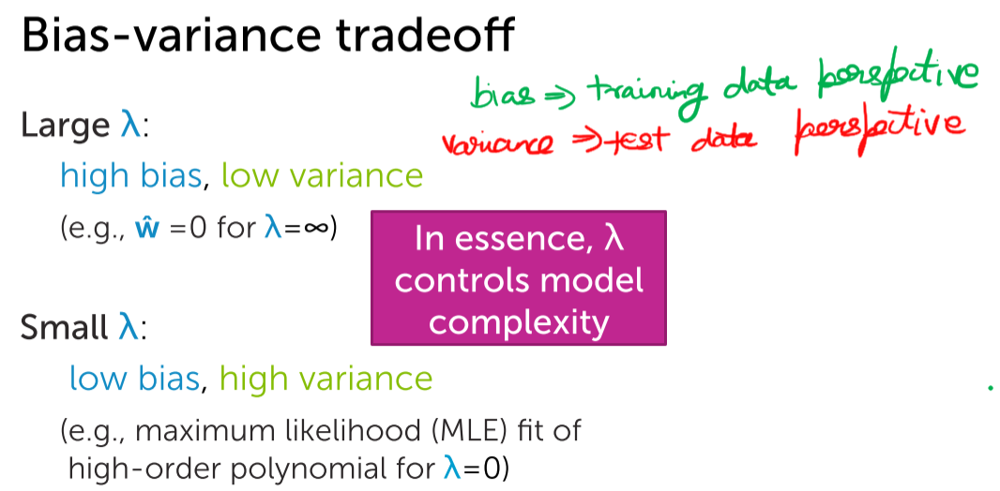 Bias-variance tradeoff
bias ⇒ training data perspective
Large λ:
variance ⇒ test data perspective
high bias, low variance
(e.g., ŵ =0 for λ=∞)
In essence, λ
controls model
complexity
Small λ:
low bias, high variance
(e.g., maximum likelihood (MLE) fit of
high-order polynomial for λ=0)